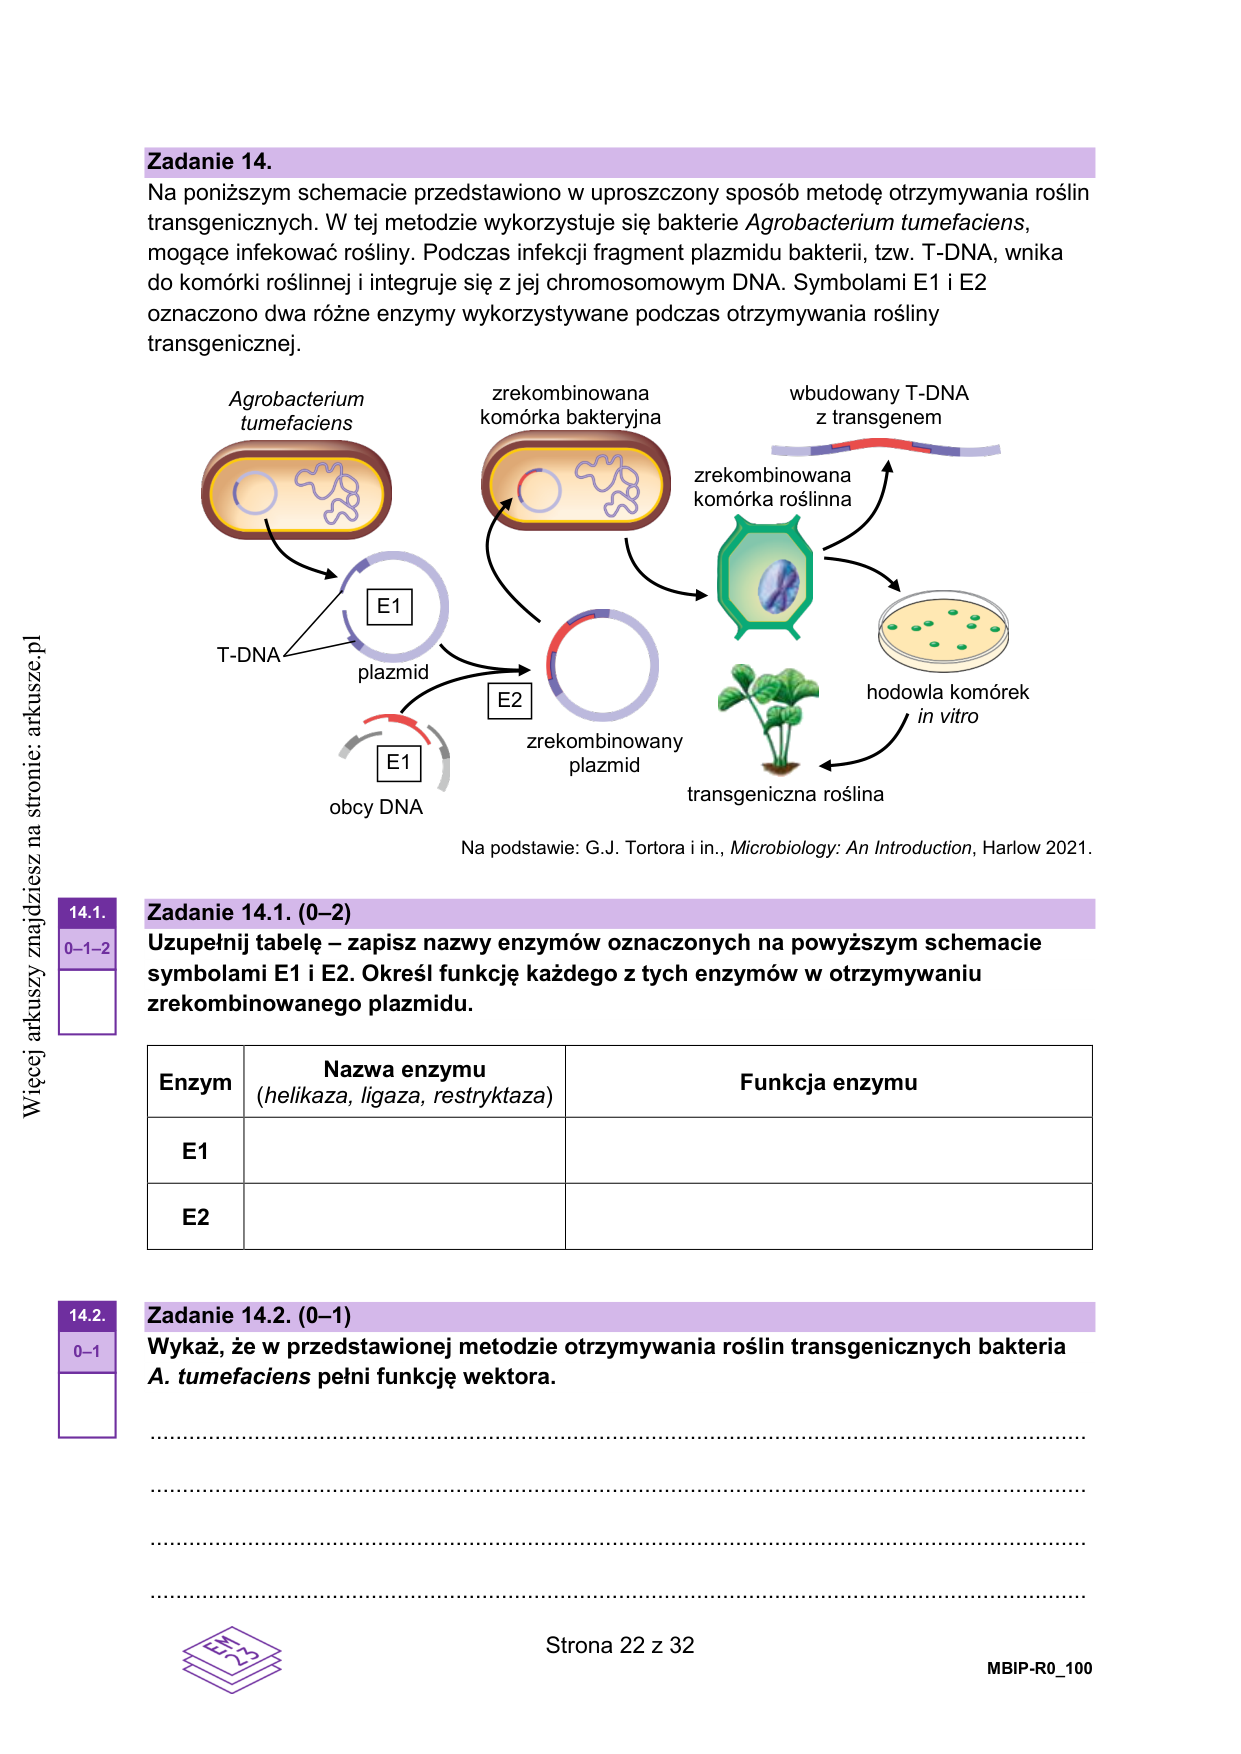 Zadanie 14.
Na poniższym schemacie przedstawiono w uproszczony sposób metodę otrzymywania roślin
transgenicznych. W tej metodzie wykorzystuje się bakterie Agrobacterium tumefaciens,
mogące infekować rośliny. Podczas infekcji fragment plazmidu bakterii, tzw. T-DNA, wnika
do komórki roślinnej i integruje się z jej chromosomowym DNA. Symbolami E1 i E2
oznaczono dwa różne enzymy wykorzystywane podczas otrzymywania rośliny
transgenicznej.
Agrobacterium
tumefaciens
zrekombinowana
komórka bakteryjna
wbudowany T-DNA
z transgenem
zrekombinowana
komórka roślinna
E1
T-DNA
plazmid
E2
E1
obcy DNA
zrekombinowany
plazmid
hodowla komórek
in vitro
transgeniczna roślina
Na podstawie: G.J. Tortora i in., Microbiology: An Introduction, Harlow 2021.
Więcej arkuszy znajdziesz na stronie: arkusze.pl
14.1.
0–1–2
Zadanie 14.1. (0–2)
Uzupełnij tabelę – zapisz nazwy enzymów oznaczonych na powyższym schemacie
symbolami E1 i E2. Określ funkcję każdego z tych enzymów w otrzymywaniu
zrekombinowanego plazmidu.
Enzym
Nazwa enzymu
(helikaza, ligaza, restryktaza)
Funkcja enzymu
E1
E2
14.2.
0–1
Zadanie 14.2. (0–1)
Wykaż, że w przedstawionej metodzie otrzymywania roślin transgenicznych bakteria
A. tumefaciens pełni funkcję wektora.
EM
23
Strona 22 z 32
MBIP-R0_100